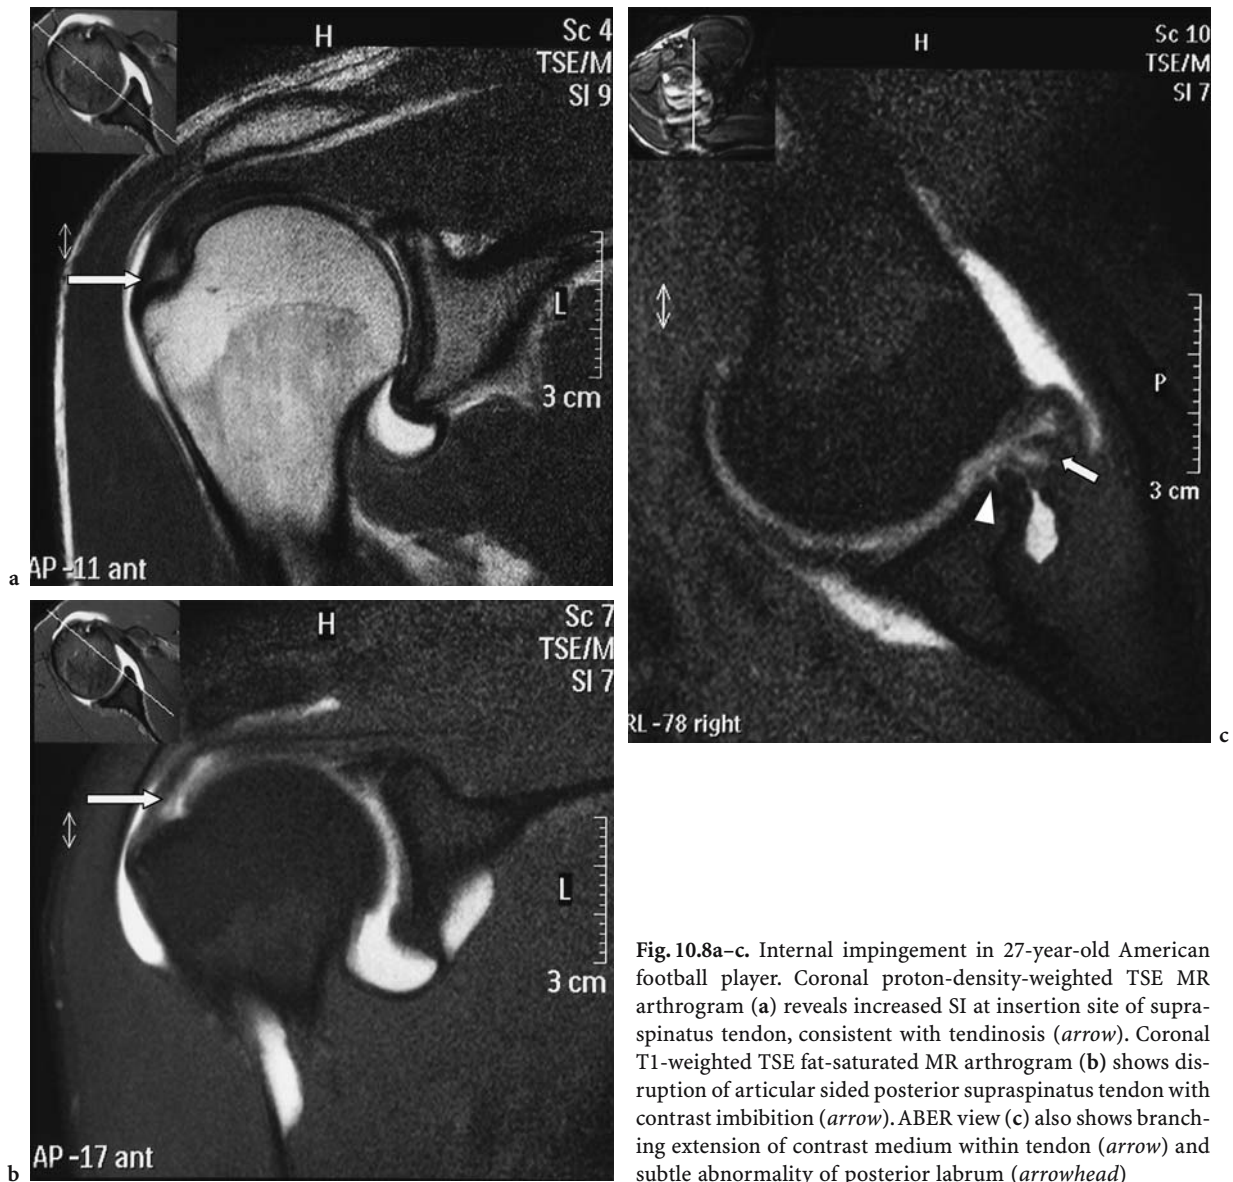 H
Sc 4
TSE/M
SI 9
L
3 cm
AP -11 ant
a
H
Sc 10
TSE/M
SI 7
P
3 cm
RL -78 right
c
H
Sc 7
TSE/M
SI 7
L
3 cm
AP -17 ant
b
Fig. 10.8a–c. Internal impingement in 27-year-old American
football player. Coronal proton-density-weighted TSE MR
arthrogram (a) reveals increased SI at insertion site of supra-
spinatus tendon, consistent with tendinosis (arrow). Coronal
T1-weighted TSE fat-saturated MR arthrogram (b) shows dis-
ruption of articular sided posterior supraspinatus tendon with
contrast imbibition (arrow). ABER view (c) also shows branch-
ing extension of contrast medium within tendon (arrow) and
subtle abnormality of posterior labrum (arrowhead)